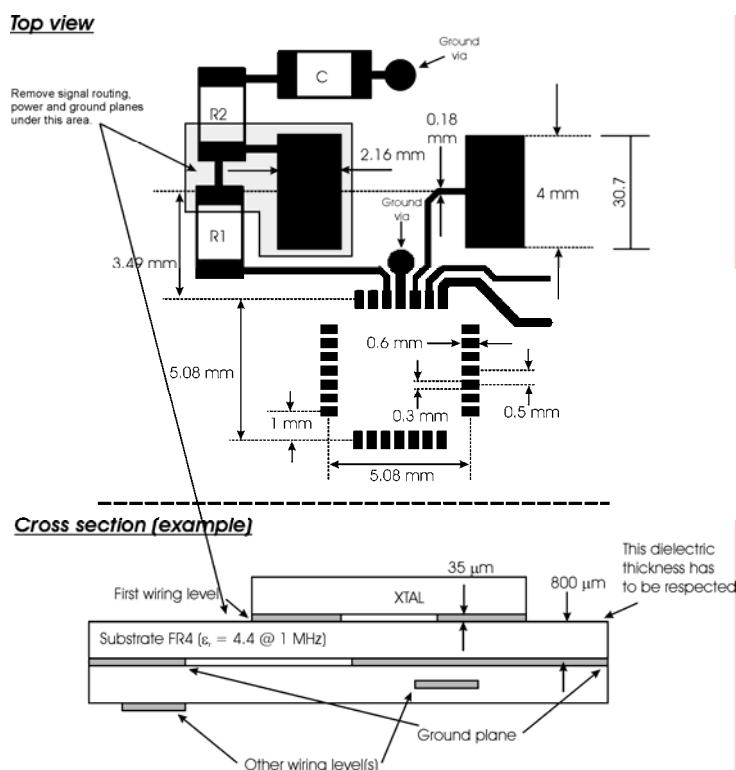 Top view
Ground
via
C
Remove signal routing,
power and ground planes
under this area.
R2
0.18
mm
2.16 mm
4 mm
30.7
Ground
via
R1
3.49 mm
0.6 mm
5.08 mm
0.3 mm
0.5 mm
1 mm
5.08 mm
Cross section (example)
This dielectric
thickness has
to be respected
35 μm
800 μm
First wiring level
XTAL
Substrate FR4 (εr = 4.4 @ 1 MHz)
Ground plane
Other wiring level(s)